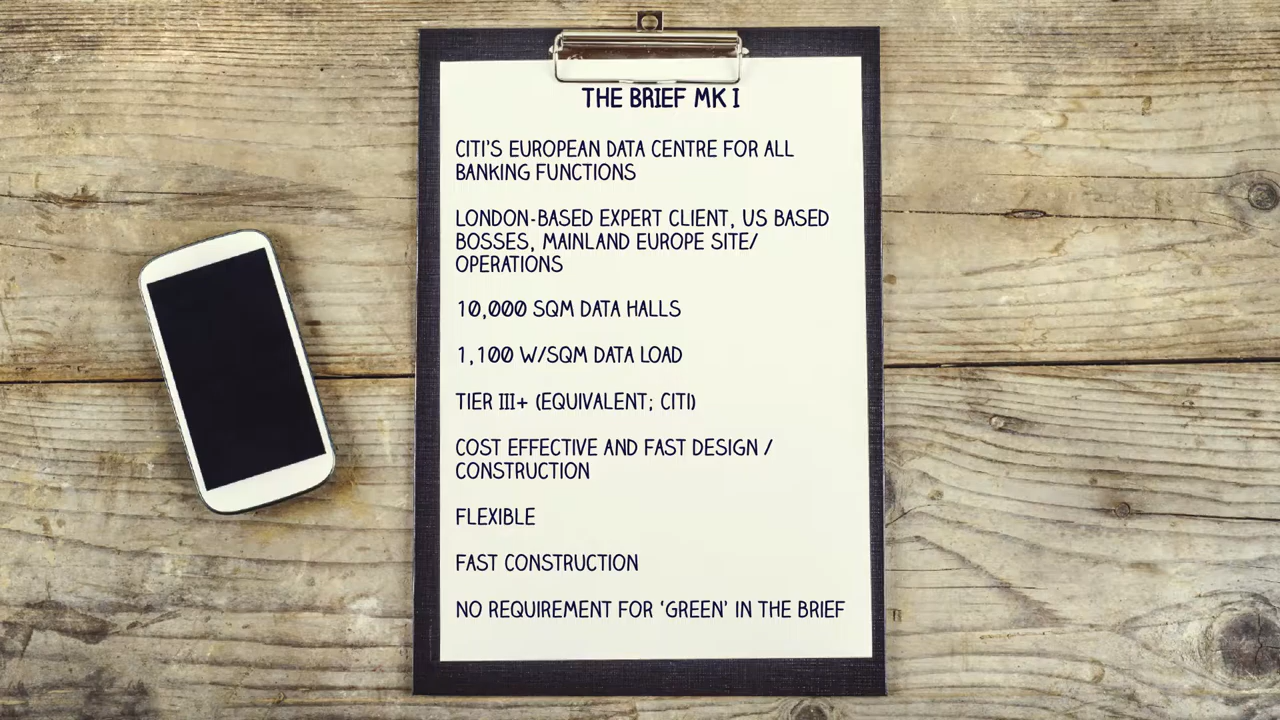 THE BRIEF MK I
CITI'S EUROPEAN DATA CENTRE FOR ALL
BANKING FUNCTIONS
LONDON-BASED EXPERT CLIENT, US BASED
BOSSES, MAINLAND EUROPE SITE/
OPERATIONS
10,000 SQM DATA HALLS
1,100 W/SQM DATA LOAD
TIER III+ (EQUIVALENT; CITI)
COST EFFECTIVE AND FAST DESIGN /
CONSTRUCTION
FLEXIBLE
FAST CONSTRUCTION
NO REQUIREMENT FOR ‘GREEN’ IN THE BRIEF